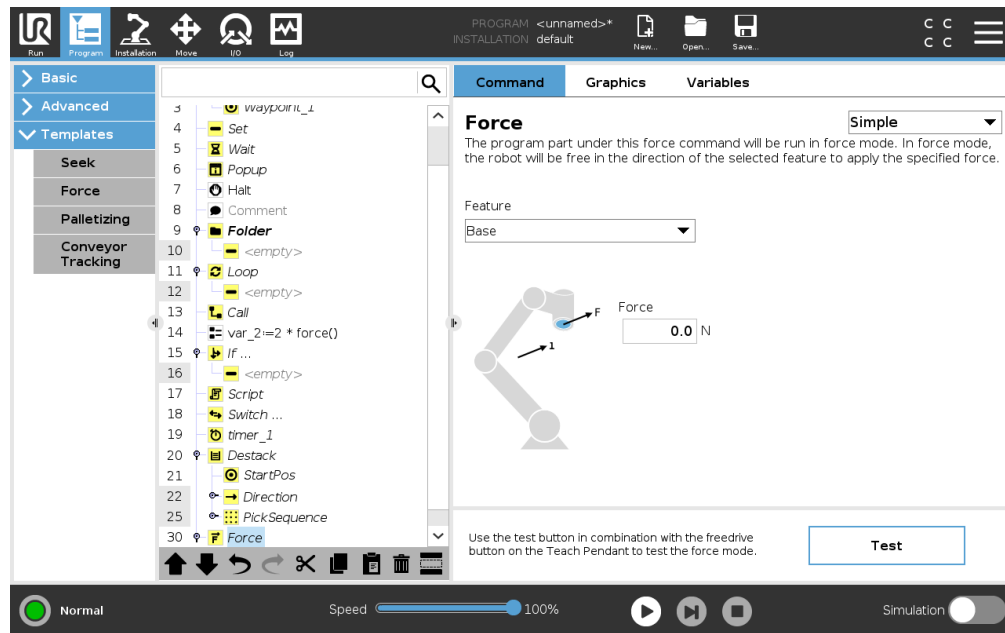 UR
PROGRAM <unnamed>*
INSTALLATION default
Run
Program
Installation
Move
I/O
Log
New...
Open...
Save...
C C
C C
Basic
Advanced
Templates
Seek
Force
Palletizing
Conveyor
Tracking
3 Waypoint_1
4 Set
5 Wait
6 Popup
7 Halt
8 Comment
9 Folder
10 <empty>
11 Loop
12 <empty>
13 Call
14 var_2:=2 * force()
15 If ...
16 <empty>
17 Script
18 Switch ...
19 timer_1
20 Destack
21 StartPos
22 Direction
25 PickSequence
30 Force
Command Graphics Variables
Force
Simple
The program part under this force command will be run in force mode. In force mode,
the robot will be free in the direction of the selected feature to apply the specified force.
Feature
Base
F
1
Force
0.0 N
Use the test button in combination with the freedrive
button on the Teach Pendant to test the force mode.
Test
Normal
Speed 100%
Simulation